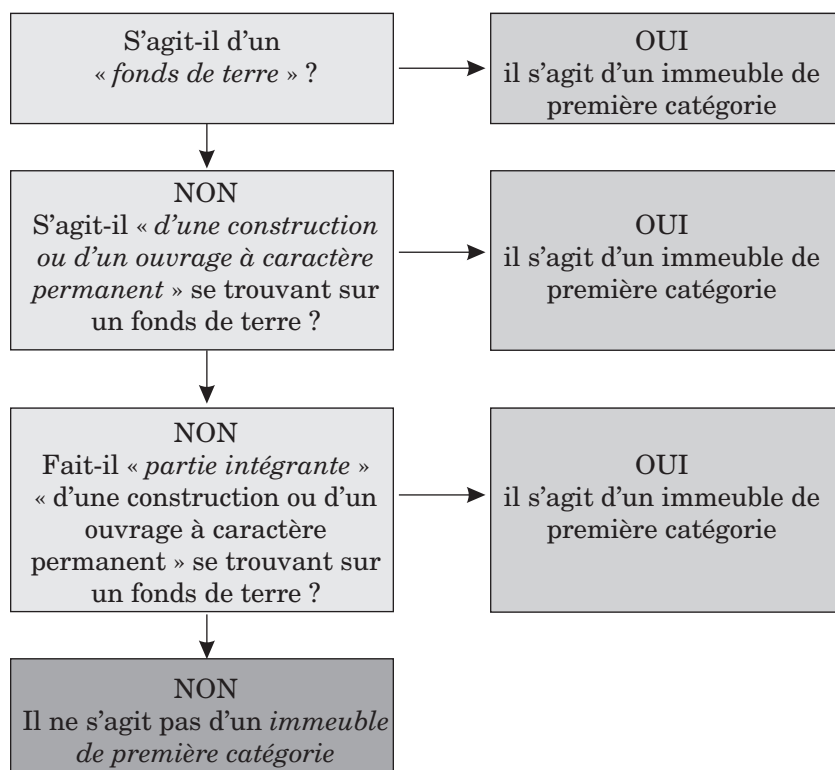 S’agit-il d’un
« fonds de terre » ?
OUI
il s’agit d’un immeuble de
première catégorie
NON
S’agit-il « d’une construction
ou d’un ouvrage à caractère
permanent » se trouvant sur
un fonds de terre ?
OUI
il s’agit d’un immeuble de
première catégorie
NON
Fait-il « partie intégrante »
« d’une construction ou d’un
ouvrage à caractère
permanent » se trouvant sur
un fonds de terre ?
OUI
il s’agit d’un immeuble de
première catégorie
NON
Il ne s’agit pas d’un immeuble
de première catégorie